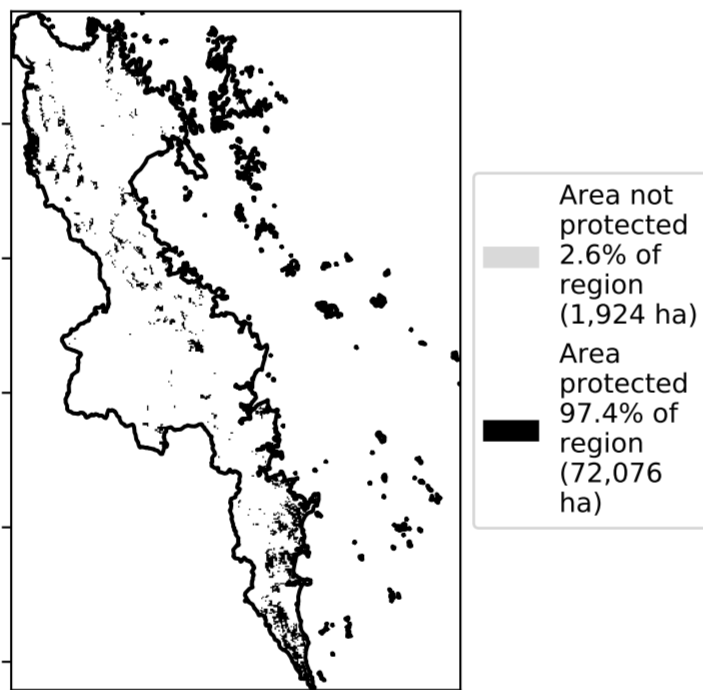 Area not
protected
2.6% of
region
(1,924 ha)
Area
protected
97.4% of
region
(72,076
ha)